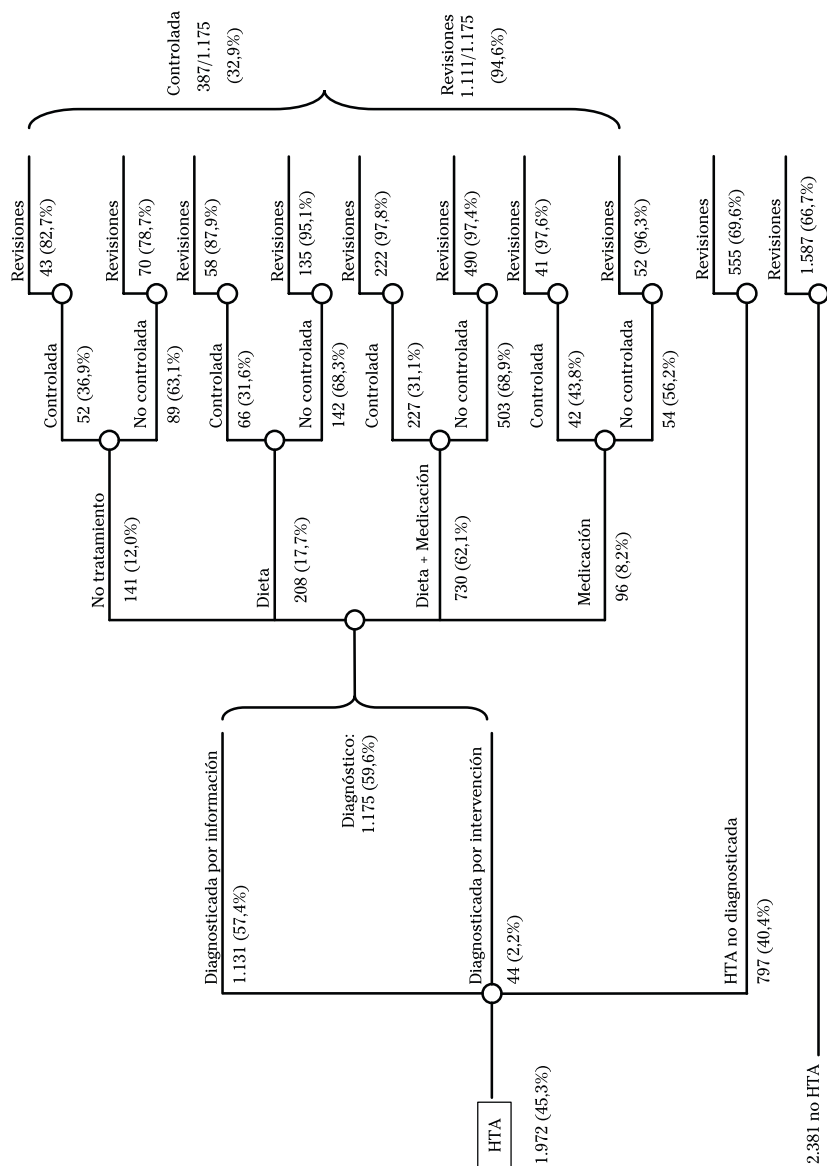 HTA
1.972 (45,3%)
Diagnosticada por información
1.131 (57,4%)
Diagnosticada por intervención
44 (2,2%)
HTA no diagnosticada
797 (40,4%)
2.381 no HTA
Diagnóstico:
1.175 (59,6%)
No tratamiento
141 (12,0%)
Dieta
208 (17,7%)
Dieta + Medicación
730 (62,1%)
Medicación
96 (8,2%)
Controlada
52 (36,9%)
No controlada
89 (63,1%)
Controlada
66 (31,6%)
No controlada
142 (68,3%)
Controlada
227 (31,1%)
No controlada
503 (68,9%)
Controlada
42 (43,8%)
No controlada
54 (56,2%)
Revisiones
43 (82,7%)
Revisiones
70 (78,7%)
Revisiones
58 (87,9%)
Revisiones
135 (95,1%)
Revisiones
222 (97,8%)
Revisiones
490 (97,4%)
Revisiones
41 (97,6%)
Revisiones
52 (96,3%)
Revisiones
555 (69,6%)
Revisiones
1.587 (66,7%)
Controlada
387/1.175
(32,9%)
Revisiones
1.111/1.175
(94,6%)